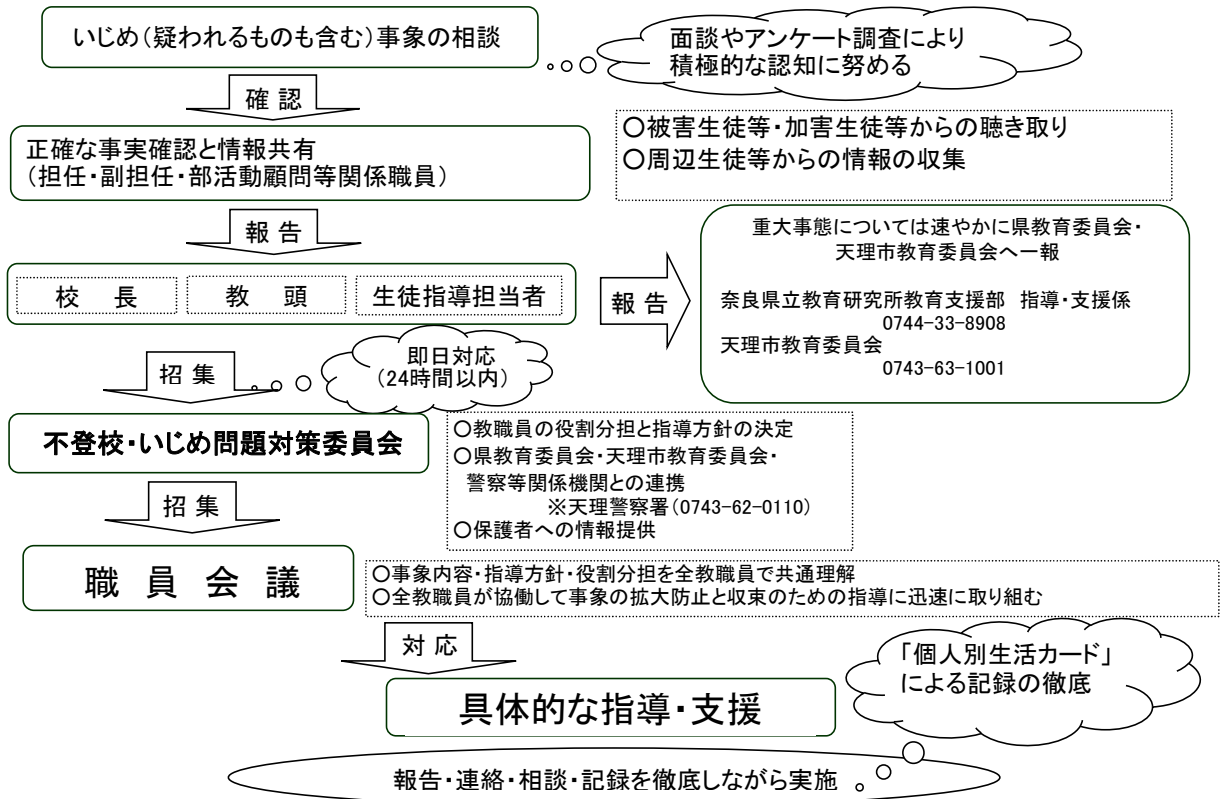 いじめ(疑われるものも含む)事象の相談
面談やアンケート調査により
積極的な認知に努める
確 認
正確な事実確認と情報共有
(担任・副担任・部活動顧問等関係職員)
○被害生徒等・加害生徒等からの聴き取り
○周辺生徒等からの情報の収集
報 告
校 長
教 頭
生徒指導担当者
報 告
重大事態については速やかに県教育委員会・
天理市教育委員会へ一報
奈良県立教育研究所教育支援部 指導・支援係
0744-33-8908
天理市教育委員会
0743-63-1001
招 集
即日対応
(24時間以内)
不登校・いじめ問題対策委員会
○教職員の役割分担と指導方針の決定
○県教育委員会・天理市教育委員会・
警察等関係機関との連携
※天理警察署(0743-62-0110)
○保護者への情報提供
招 集
職 員 会 議
○事象内容・指導方針・役割分担を全教職員で共通理解
○全教職員が協働して事象の拡大防止と収束のための指導に迅速に取り組む
対 応
「個人別生活カード」
による記録の徹底
具体的な指導・支援
報告・連絡・相談・記録を徹底しながら実施